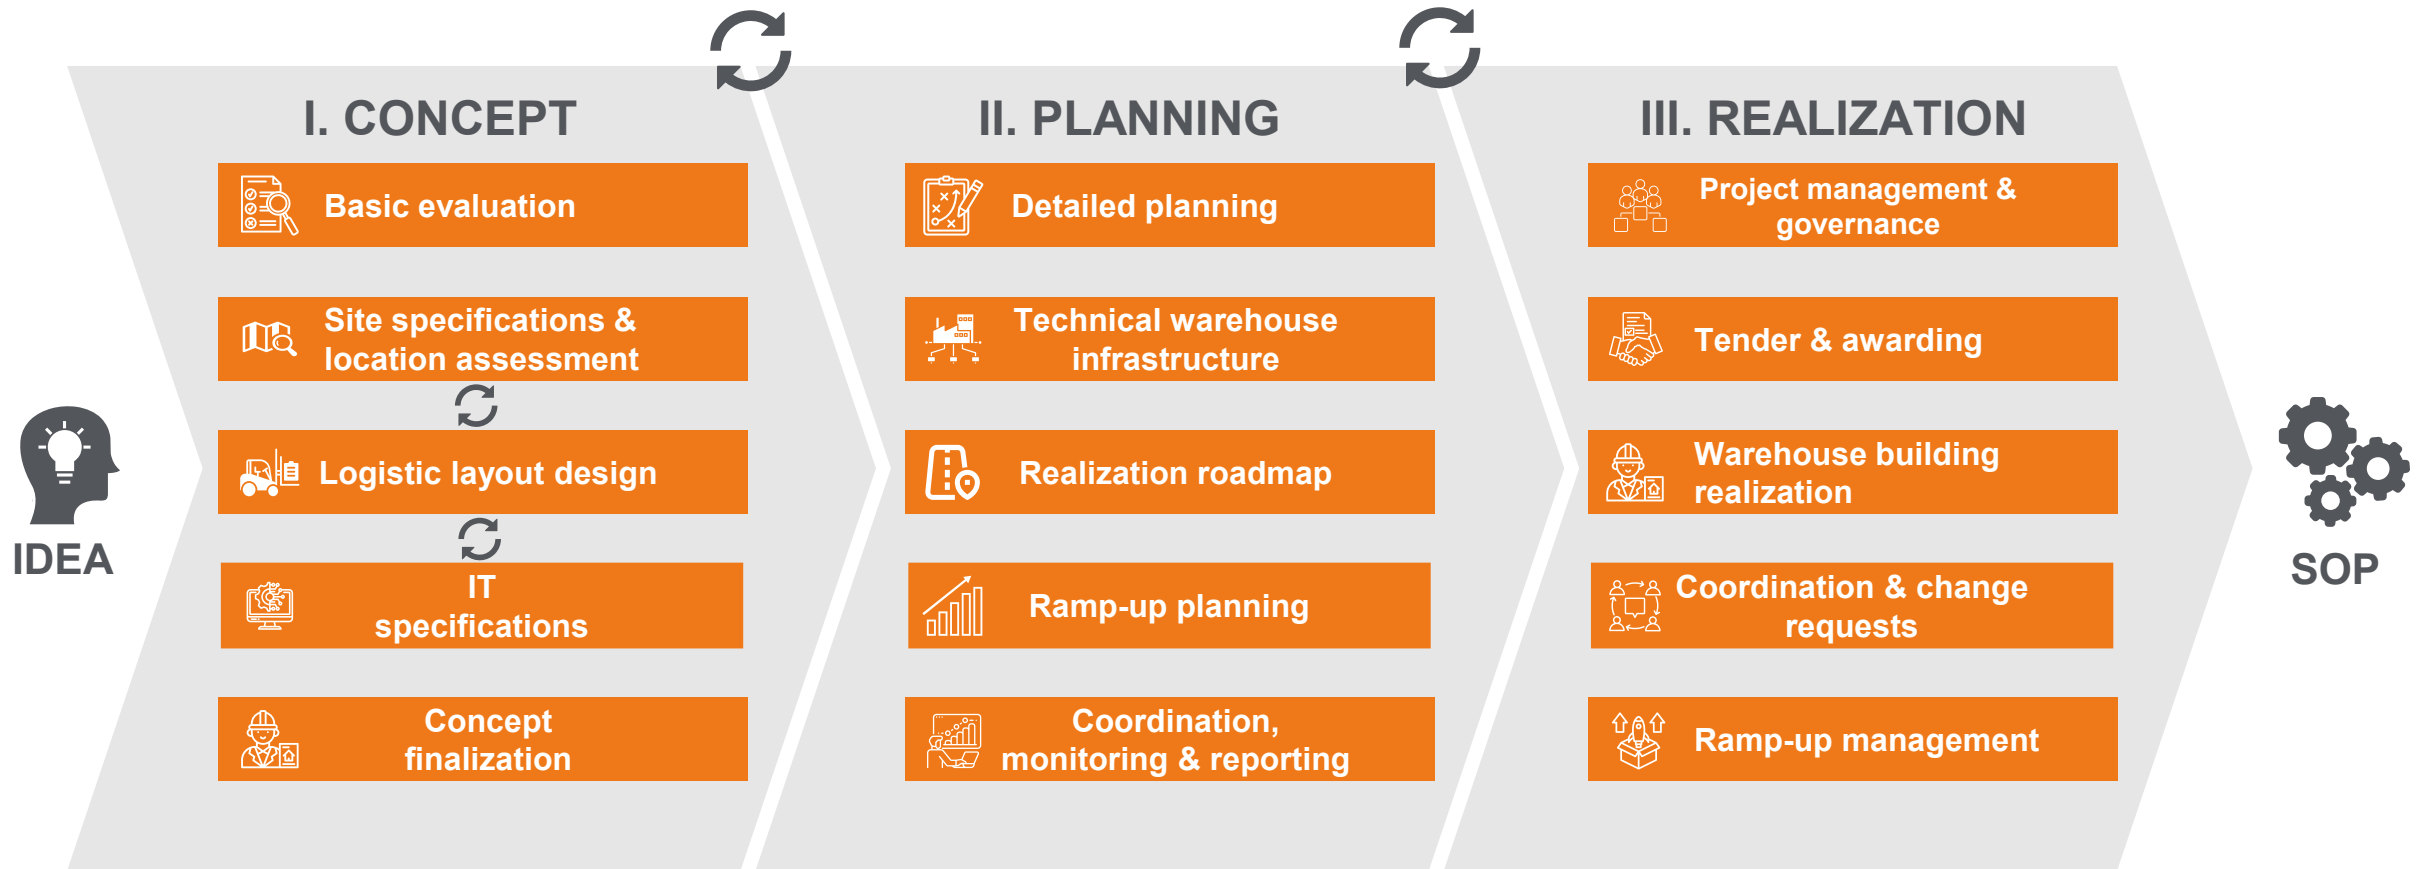 IDEA
I. CONCEPT
Basic evaluation
Site specifications &
location assessment
Logistic layout design
IT
specifications
Concept
finalization
II. PLANNING
Detailed planning
Technical warehouse
infrastructure
Realization roadmap
Ramp-up planning
Coordination,
monitoring & reporting
III. REALIZATION
Project management &
governance
Tender & awarding
Warehouse building
realization
Coordination & change
requests
Ramp-up management
SOP